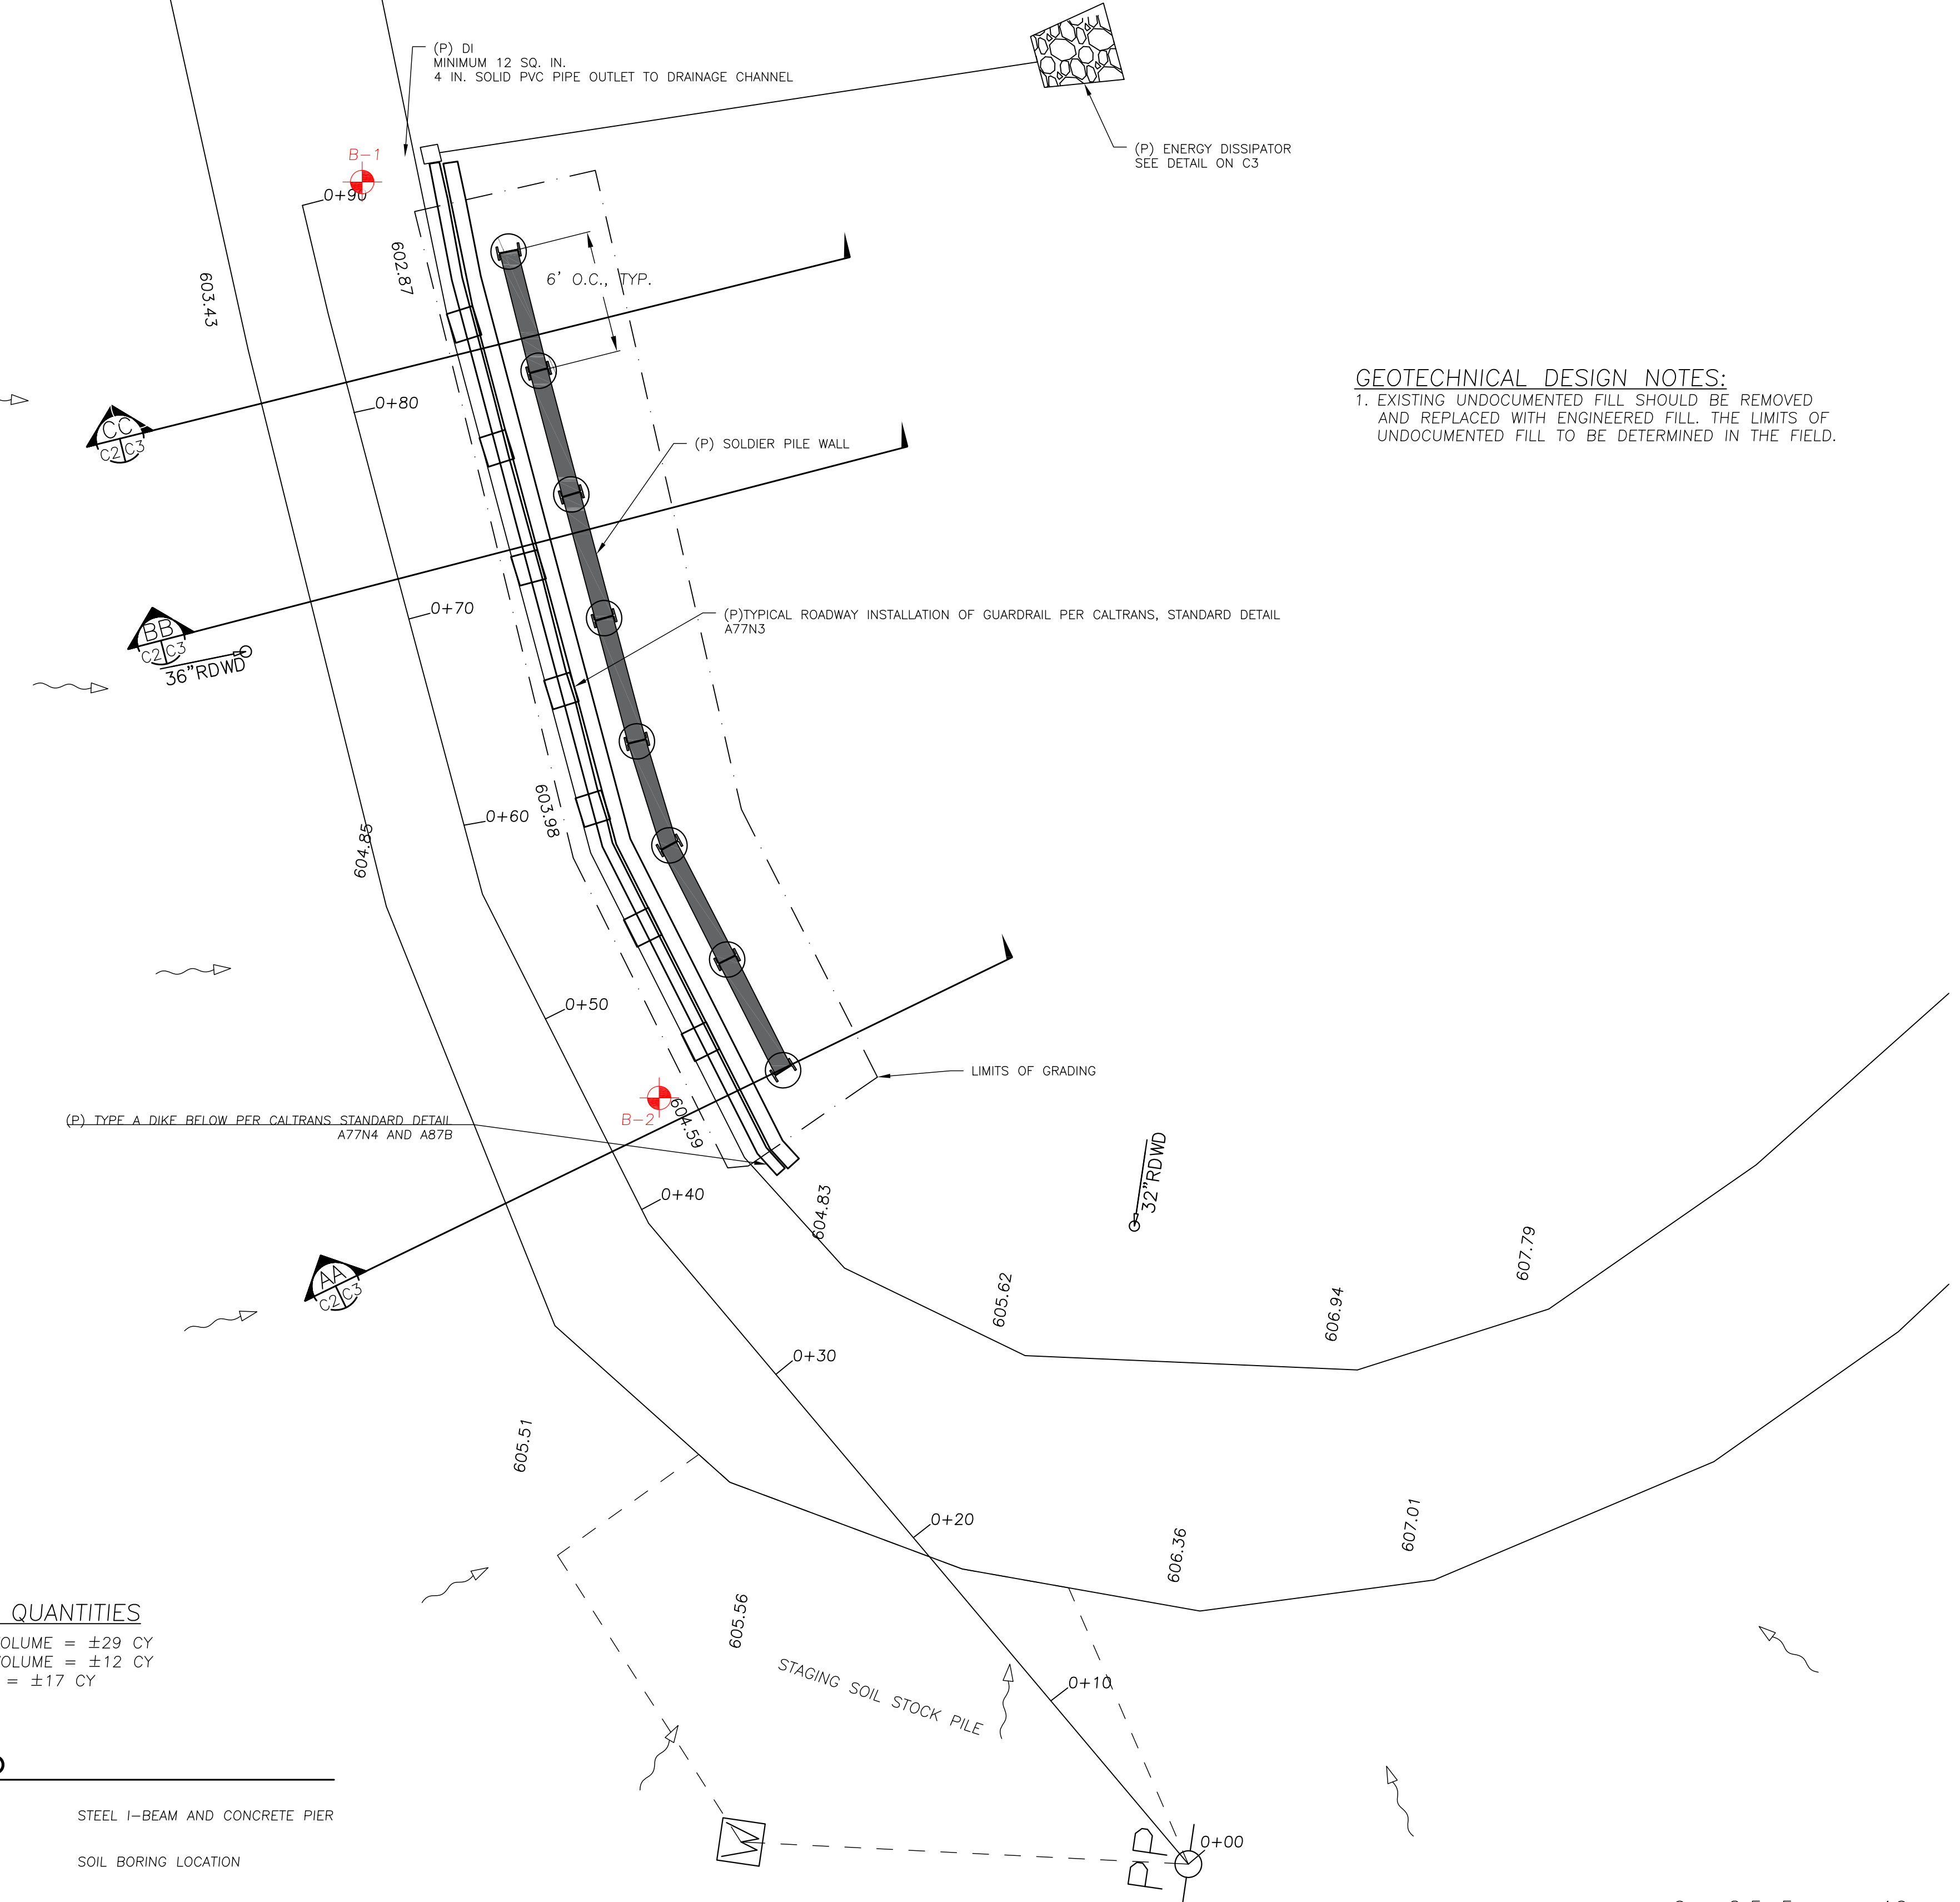 (P) DI
MINIMUM 12 SQ. IN.
4 IN. SOLID PVC PIPE OUTLET TO DRAINAGE CHANNEL
(P) ENERGY DISSIPATOR
SEE DETAIL ON C3
B-1
0+90
602.87
603.43
6' O.C., TYP.
GEOTECHNICAL DESIGN NOTES:
1. EXISTING UNDOCUMENTED FILL SHOULD BE REMOVED
AND REPLACED WITH ENGINEERED FILL. THE LIMITS OF
UNDOCUMENTED FILL TO BE DETERMINED IN THE FIELD.
0+80
CC
C2 C3
(P) SOLDIER PILE WALL
0+70
(P)TYPICAL ROADWAY INSTALLATION OF GUARDRAIL PER CALTRANS, STANDARD DETAIL
A77N3
BB
C2 C3
36"RDWD
603.98
0+60
604.85
0+50
LIMITS OF GRADING
B-2
604.59
(P) TYPE A DIKE BELOW PER CALTRANS STANDARD DETAIL
A77N4 AND A87B
32"RDWD
0+40
604.83
AA
C2 C3
605.62
606.94
607.79
0+30
605.51
0+20
606.36
607.01
605.56
QUANTITIES
OLUME = ±29 CY
OLUME = ±12 CY
= ±17 CY
STAGING SOIL STOCK PILE
0+10
STEEL I-BEAM AND CONCRETE PIER
SOIL BORING LOCATION
W
PP
0+00